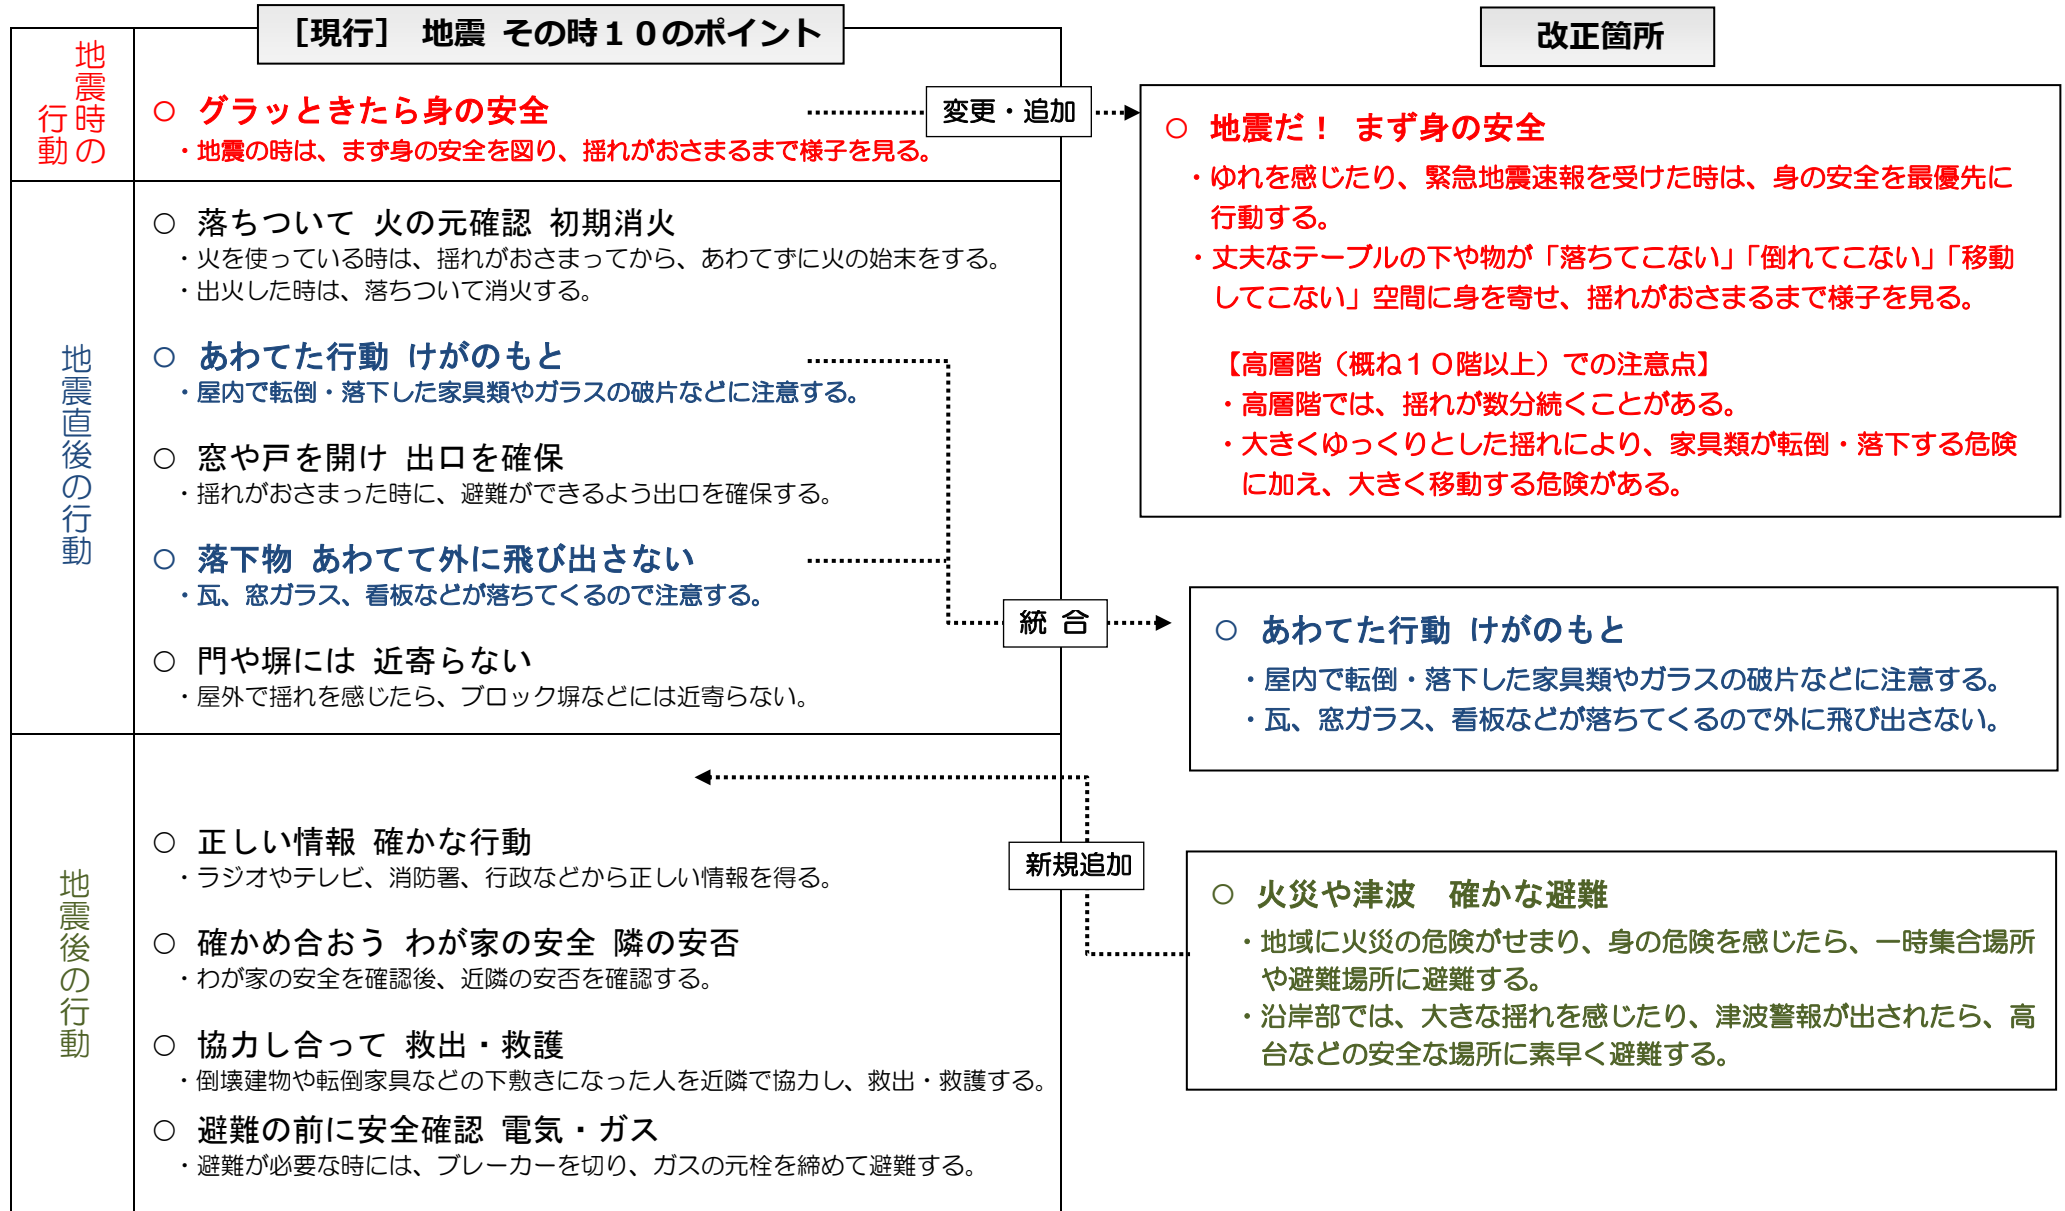 ［現行］ 地震 その時１０のポイント
地震時の
行動
○ グラッときたら身の安全
・地震の時は、まず身の安全を図り、揺れがおさまるまで様子を見る。
地震直後の行動
○ 落ちついて 火の元確認 初期消火
・火を使っている時は、揺れがおさまってから、あわてずに火の始末をする。
・出火した時は、落ちついて消火する。
○ あわてた行動 けがのもと
・屋内で転倒・落下した家具類やガラスの破片などに注意する。
○ 窓や戸を開け 出口を確保
・揺れがおさまった時に、避難ができるよう出口を確保する。
○ 落下物 あわてて外に飛び出さない
・瓦、窓ガラス、看板などが落ちてくるので注意する。
○ 門や塀には 近寄らない
・屋外で揺れを感じたら、ブロック塀などには近寄らない。
地震後の行動
○ 正しい情報 確かな行動
・ラジオやテレビ、消防署、行政などから正しい情報を得る。
○ 確かめ合おう わが家の安全 隣の安否
・わが家の安全を確認後、近隣の安否を確認する。
○ 協力し合って 救出・救護
・倒壊建物や転倒家具などの下敷きになった人を近隣で協力し、救出・救護する。
○ 避難の前に安全確認 電気・ガス
・避難が必要な時には、ブレーカーを切り、ガスの元栓を締めて避難する。
変更・追加
統 合
新規追加
改正箇所
○ 地震だ！ まず身の安全
・ゆれを感じたり、緊急地震速報を受けた時は、身の安全を最優先に
行動する。
・丈夫なテーブルの下や物が「落ちてこない」「倒れてこない」「移動
してこない」空間に身を寄せ、揺れがおさまるまで様子を見る。
【高層階（概ね１０階以上）での注意点】
・高層階では、揺れが数分続くことがある。
・大きくゆっくりとした揺れにより、家具類が転倒・落下する危険
に加え、大きく移動する危険がある。
○ あわてた行動 けがのもと
・屋内で転倒・落下した家具類やガラスの破片などに注意する。
・瓦、窓ガラス、看板などが落ちてくるので外に飛び出さない。
○ 火災や津波 確かな避難
・地域に火災の危険がせまり、身の危険を感じたら、一時集合場所
や避難場所に避難する。
・沿岸部では、大きな揺れを感じたり、津波警報が出されたら、高
台などの安全な場所に素早く避難する。